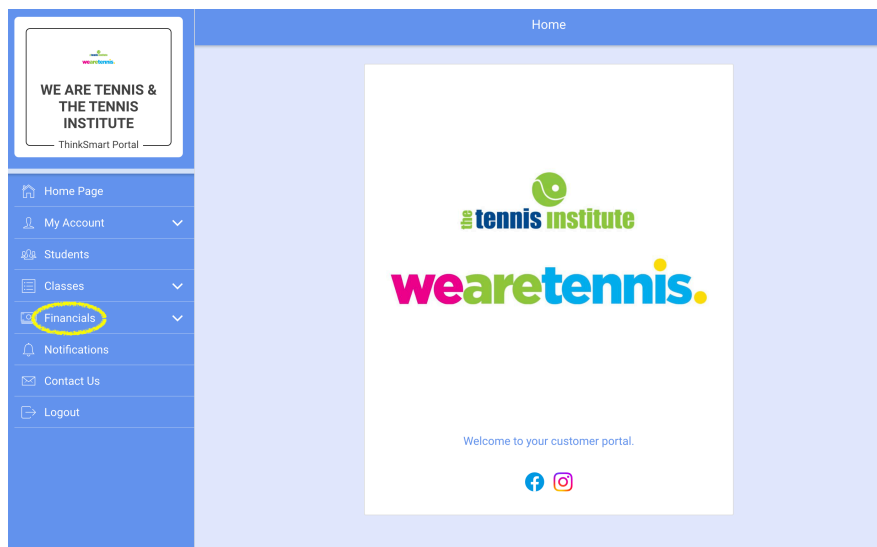 Home
wearetennis.
WE ARE TENNIS &
THE TENNIS
INSTITUTE
ThinkSmart Portal
Home Page
My Account
Students
Classes
Financials
Notifications
Contact Us
Logout
the tennis institute
wearetennis.
Welcome to your customer portal.